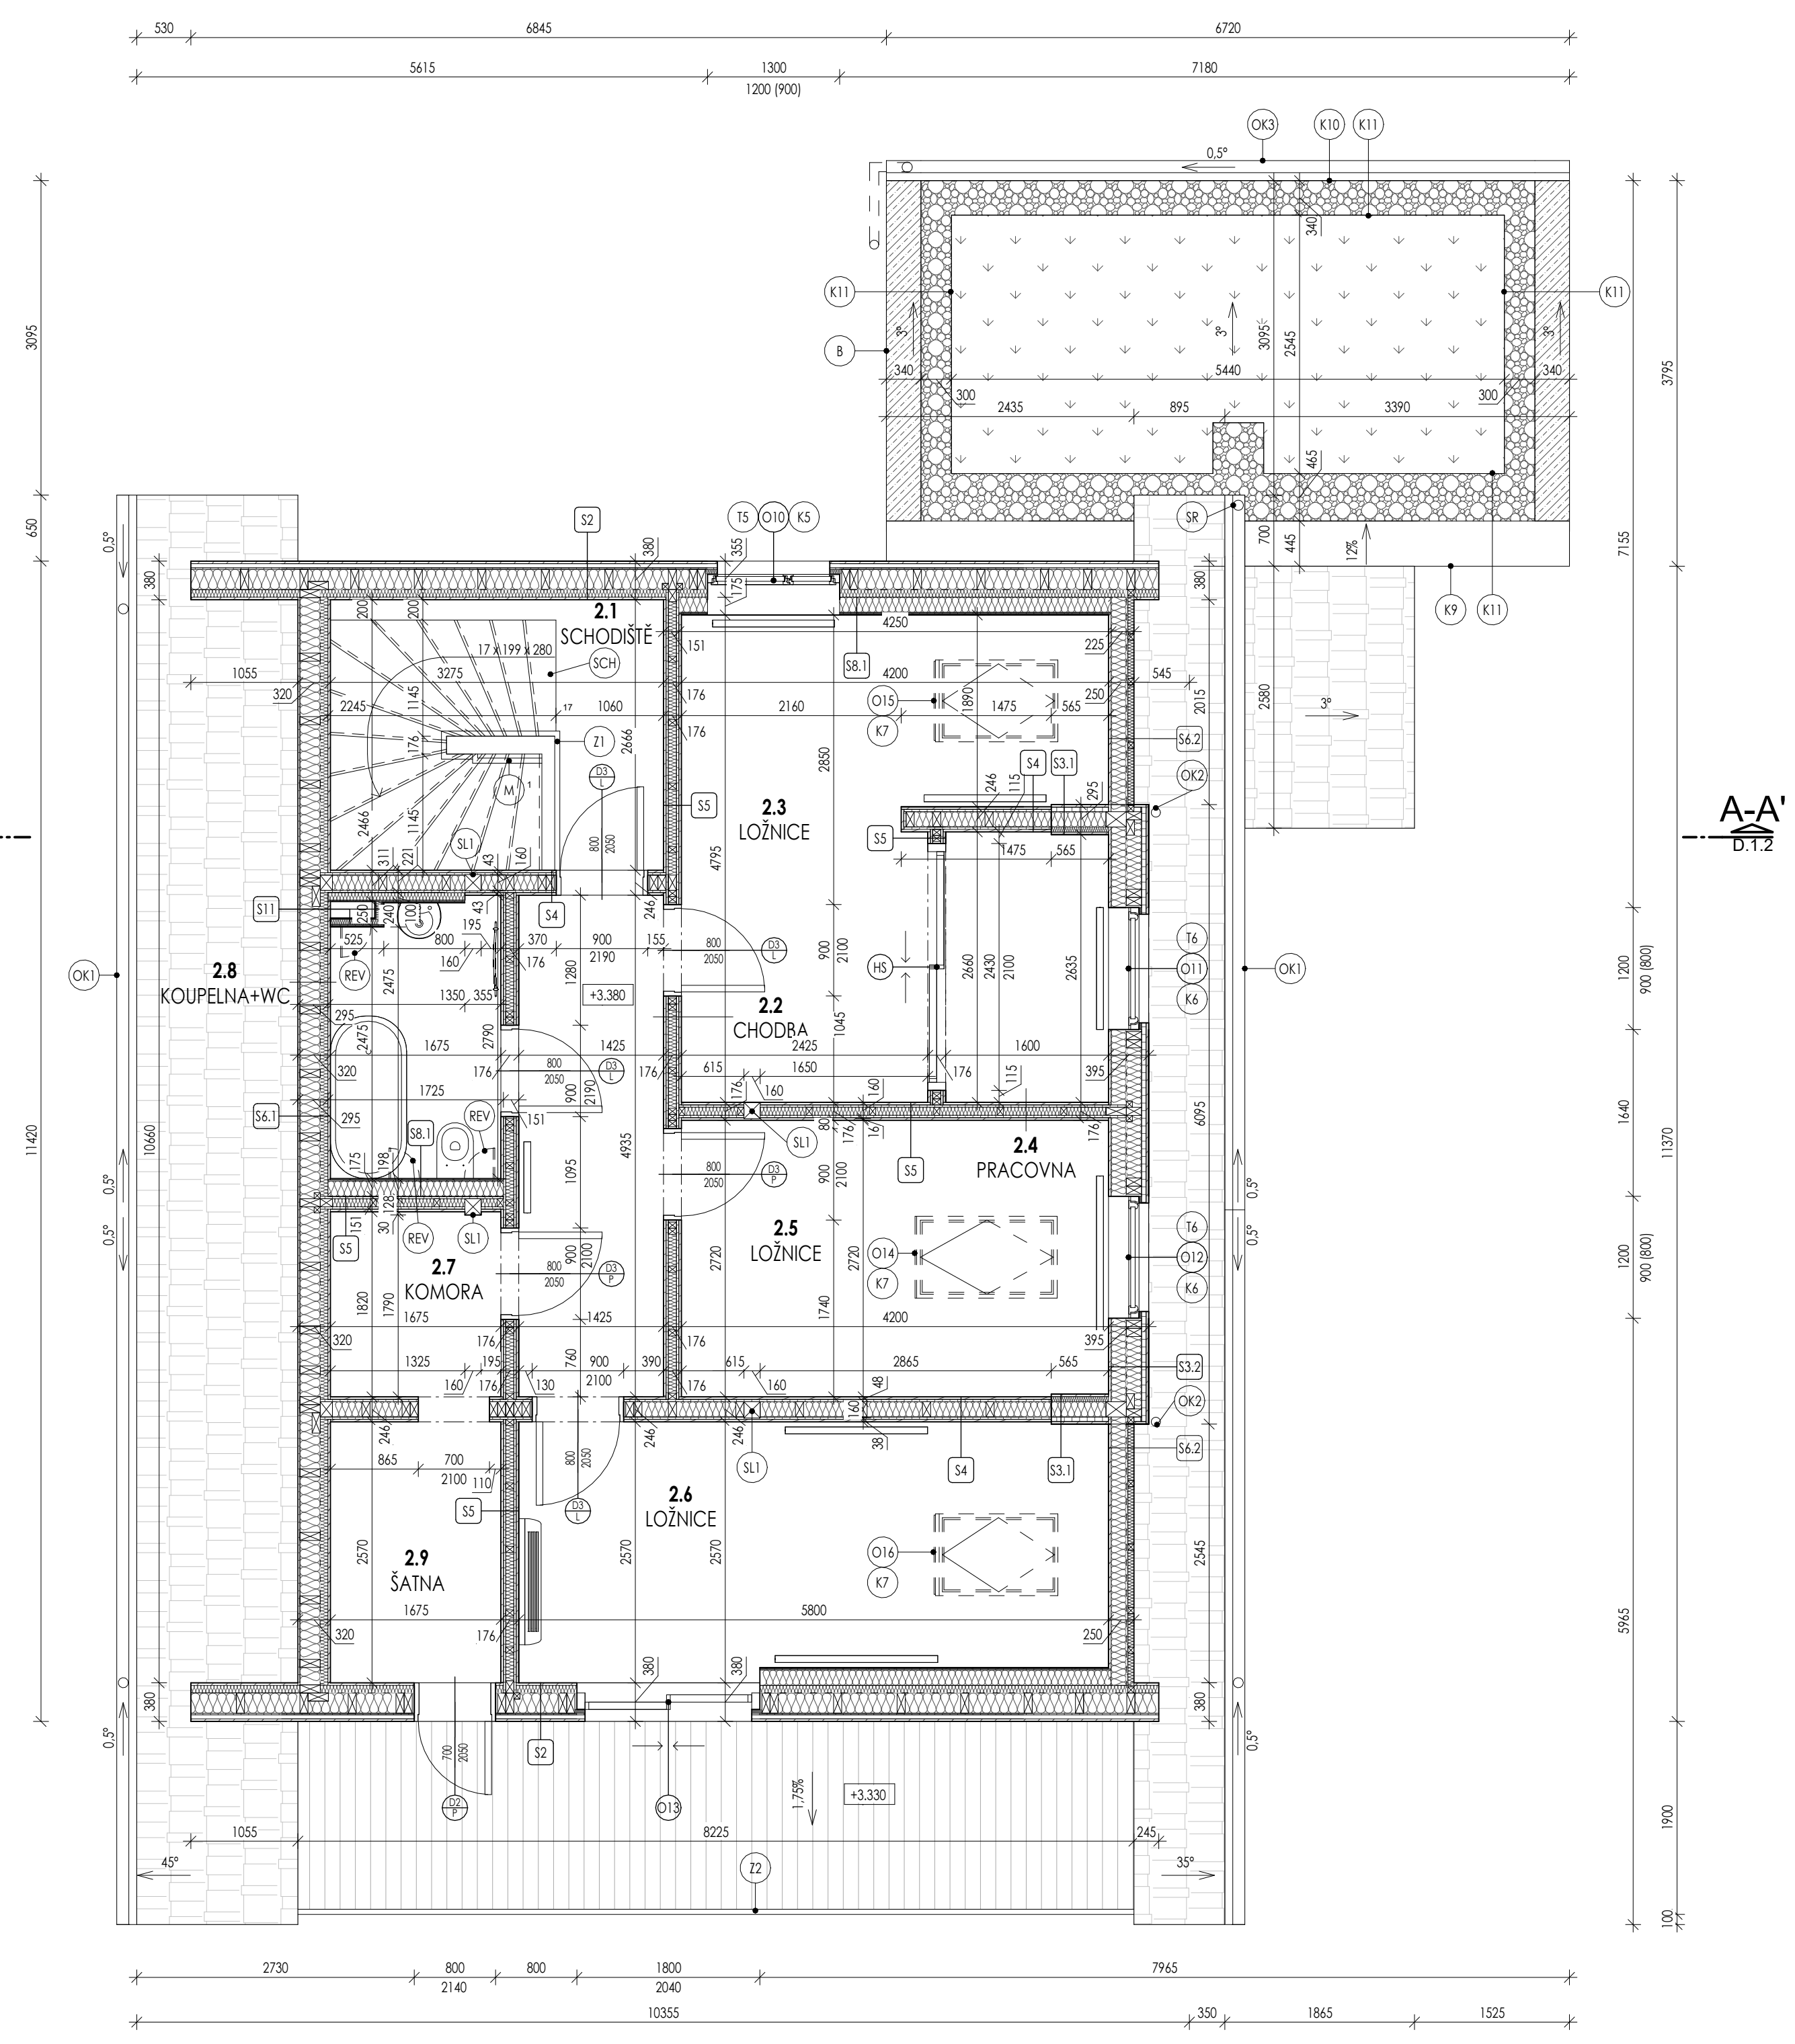 530 6845 6720
5615 1300 7180
1200 (900)
OK3 K10 K11
0,5°
340
K11 K11
3° 3° 3°
3095 2545
B
340 5440 340
300 300
2435 895 3390
465
3095
650
3795
7155
T5 O10 K5
SR
S2
700 445 12%
0,5°
380 380 355 175 380
K9 K11
200 200
2.1
SCHODIŠTĚ
4250
151 225
17 x 199 x 280
SCH
S8.1
1055 3275 4200 545
320 176 250
1145
O15
1890
2015
2580
3°
2245 17 1060 2160 1475 565
176
K7
176
Z1
2666
S6.2
D3
L
2850
246 115
S4 S3.1
OK2
M 1
295
800
2050
S5
2.3
LOŽNICE
A-A'
D.1.2
2466 1145
SL1
S5
1475 565
311 221 43 160
4795
S11
250 240 100 43
S4
246
195
525 800 370 900 155
2190
160 176
800
2050
D3
L
900
2100
T6
O11
K6
1200
900 (800)
OK1
2.8
KOUPELNA+WC
REV
2475
1280
HS
2660 2430 2100 2635
OK1
+3.380
1350 355
295
2.2
CHODBA
1045
2475
2790
1675 1425 2425 1600
320 176 176 176 395
800
2050
D3
L
615 1650
1725
176 160 160 115
900
2190
S6.1
295
REV
151
S8.1
80
SL1
176 167 176
2.4
PRACOVNA
S5
6095
1640
11420
10660
4935
11370
175 198
1095
800
2050
D3
P
900
2100
0,5°
0,5°
0,5°
0,5°
128
151 30
S5
REV SL1
2.5
LOŽNICE
T6
O12
K6
1200
900 (800)
2.7
KOMORA
800
2050
D3
P
900
2100
2720 2720
O14
K7
1820 1790
1740
1675 1425 4200
320 176 176 395
760
1325 195 900 390 615 2865 565
2100
160 176 130 176 160
S3.2
48
160
38
OK2
246 246 246
865 700
2100
110
800
2050
SL1
S4 S3.1
S6.2
S5
D3
L
2.6
LOŽNICE
2570 2570 2570
2.9
ŠATNA
O16
K7
2545
5965
1675 5800
320 176 250
380 380 380 380
0,5°
0,5°
700
2050
S2
D2
P
O13
1,75%
+3.330
1055 8225 245
1900
45° 35°
Z2
100
2730 800 800 1800 7965
2140 2040
10355 350 1865 1525